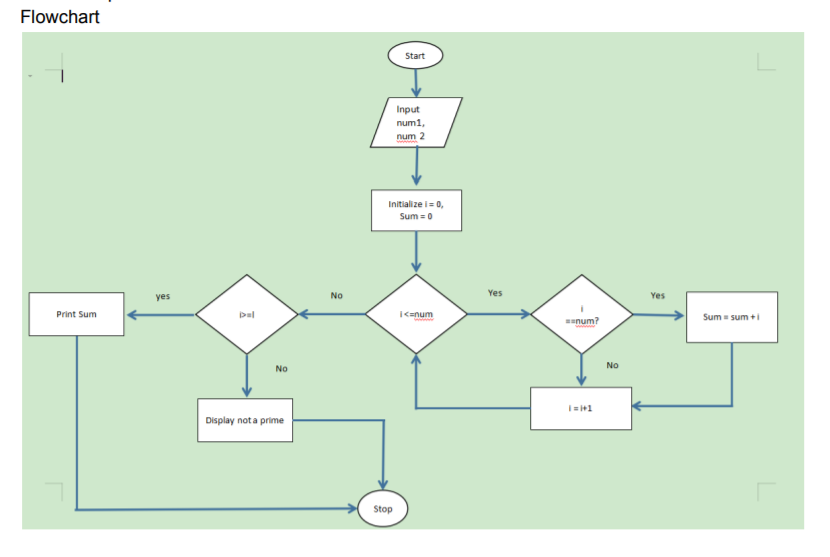 Flowchart
Start
Input
num1,
num 2
Initialize i = 0,
Sum = 0
Print Sum
yes
i>=I
No
i<=num
Yes
i
==num?
Yes
Sum = sum + i
No
No
Display not a prime
i = i+1
Stop